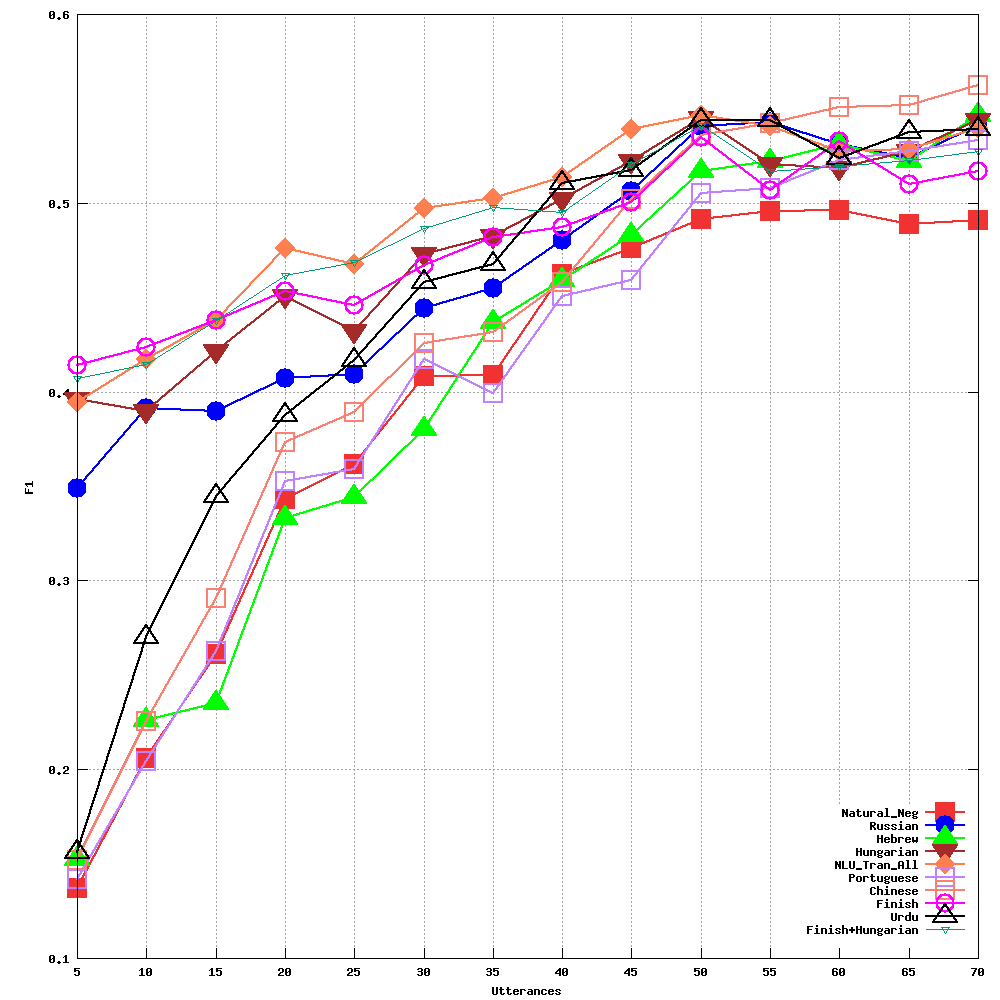 0.6
0.5
0.4
F1
0.3
0.2
0.1
Natural_Neg
Russian
Hebrew
Hungarian
NLU_Tran_All
Portuguese
Chinese
Finish
Urdu
Finish+Hungarian
5 10 15 20 25 30 35 40 45 50 55 60 65 70
Utterances